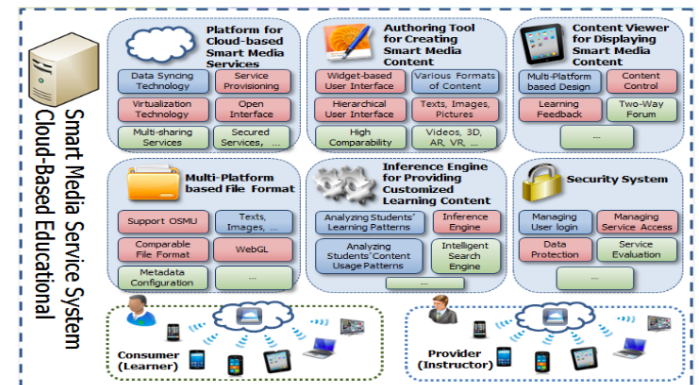 Smart Media Service System
Cloud-Based Educational
Platform for
Cloud-based
Smart Media
Services
Data Syncing
Technology
Service
Provisioning
Virtualization
Technology
Open
Interface
Multi-sharing
Services
Secured
Services, ...
Authoring Tool
for Creating
Smart Media
Content
Widget-based
User Interface
Various Formats
of Content
Hierarchical
User Interface
Texts, Images,
Pictures
High
Comparability
Videos, 3D,
AR, VR, ...
Content Viewer
for Displaying
Smart Media
Content
Multi-Platform
based Design
Content
Control
Learning
Feedback
Two-Way
Forum
...
Multi-Platform
based File Format
Support OSMU
Texts,
Images, ...
Comparable
File Format
WebGL
Metadata
Configuration
...
Inference Engine
for Providing
Customized
Learning Content
Analyzing Students'
Learning Patterns
Inference
Engine
Analyzing
Students'Content
Usage Patterns
Intelligent
Search
Engine
...
Security System
Managing
User login
Managing
Service Access
Data
Protection
Service
Evaluation
...
Consumer
(Learner)
Provider
(Instructor)